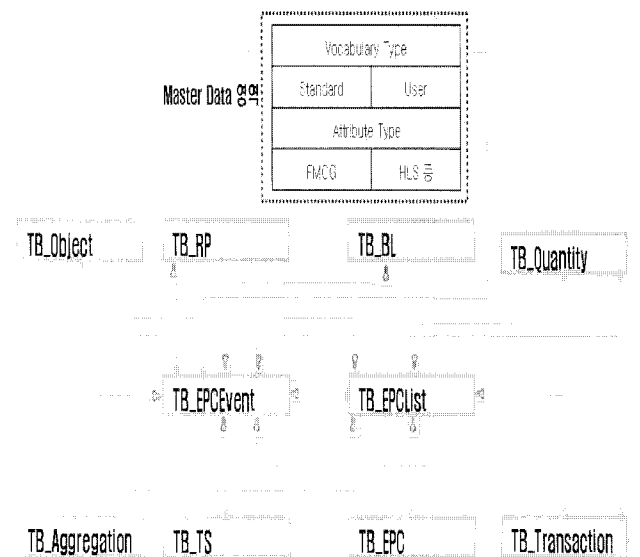 Vocabulary Type
Standard User
Master Data 영역
Attribute Type
FMCG HLS 등
TB_Object TB_RP TB_BL TB_Quantity
TB_EPCEvent TB_EPCList
TB_Aggregation TB_TS TB_EPC TB_Transaction